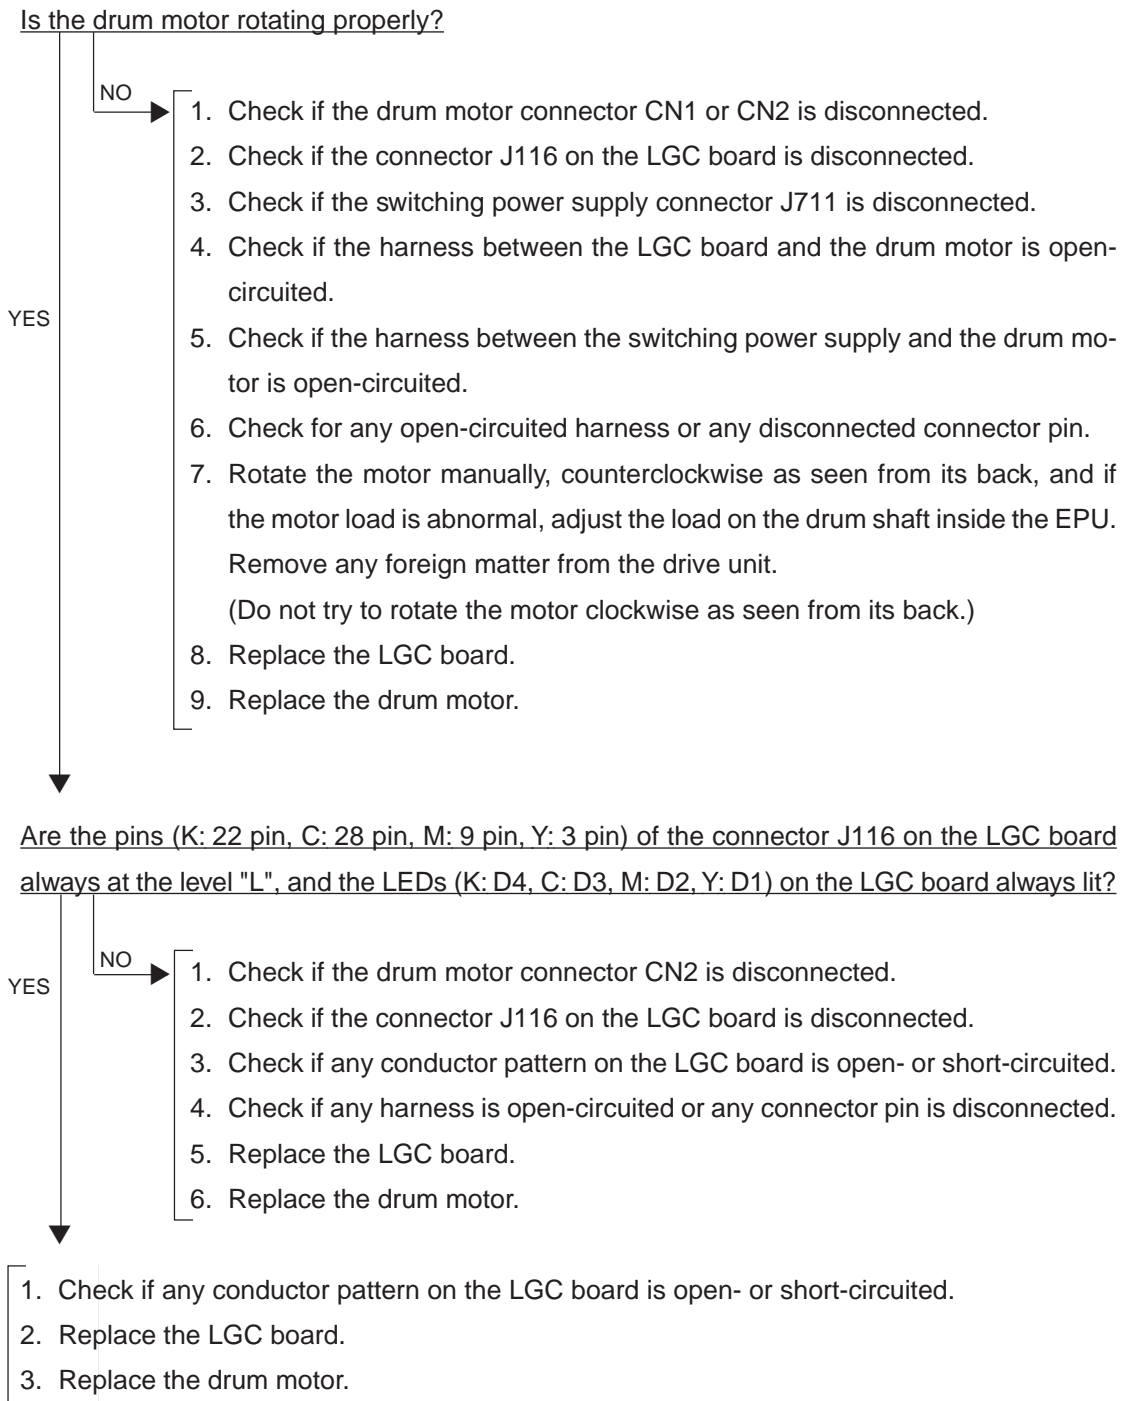 Is the drum motor rotating properly?
NO
1. Check if the drum motor connector CN1 or CN2 is disconnected.
2. Check if the connector J116 on the LGC board is disconnected.
3. Check if the switching power supply connector J711 is disconnected.
4. Check if the harness between the LGC board and the drum motor is open-
circuited.
YES
5. Check if the harness between the switching power supply and the drum mo-
tor is open-circuited.
6. Check for any open-circuited harness or any disconnected connector pin.
7. Rotate the motor manually, counterclockwise as seen from its back, and if
the motor load is abnormal, adjust the load on the drum shaft inside the EPU.
Remove any foreign matter from the drive unit.
(Do not try to rotate the motor clockwise as seen from its back.)
8. Replace the LGC board.
9. Replace the drum motor.
Are the pins (K: 22 pin, C: 28 pin, M: 9 pin, Y: 3 pin) of the connector J116 on the LGC board
always at the level "L", and the LEDs (K: D4, C: D3, M: D2, Y: D1) on the LGC board always lit?
NO
YES
1. Check if the drum motor connector CN2 is disconnected.
2. Check if the connector J116 on the LGC board is disconnected.
3. Check if any conductor pattern on the LGC board is open- or short-circuited.
4. Check if any harness is open-circuited or any connector pin is disconnected.
5. Replace the LGC board.
6. Replace the drum motor.
1. Check if any conductor pattern on the LGC board is open- or short-circuited.
2. Replace the LGC board.
3. Replace the drum motor.